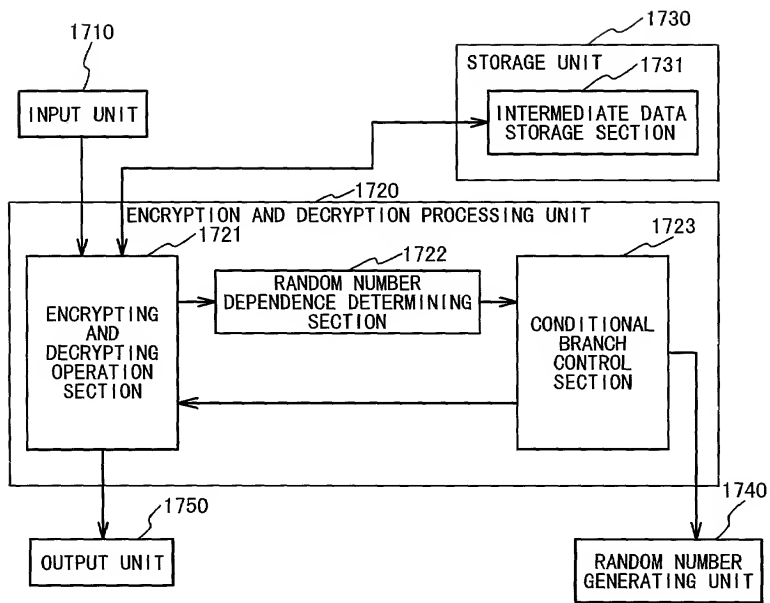 1710
INPUT UNIT
1730
STORAGE UNIT
1731
INTERMEDIATE DATA
STORAGE SECTION
1720
ENCRYPTION AND DECRYPTION PROCESSING UNIT
1721
ENCRYPTING
AND
DECRYPTING
OPERATION
SECTION
1722
RANDOM NUMBER
DEPENDENCE DETERMINING
SECTION
1723
CONDITIONAL
BRANCH
CONTROL
SECTION
1750
OUTPUT UNIT
1740
RANDOM NUMBER
GENERATING UNIT